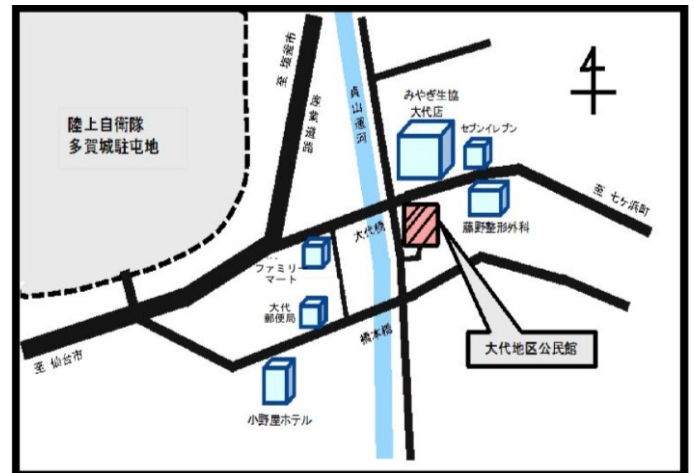 陸上自衛隊
多賀城駐屯地
至 塩釜市
産業道路
貞山運河
みやぎ生協
大代店
セブンイレブン
至 七ヶ浜町
藤野整形外科
大代橋
ファミリー
マート
大代
郵便局
橋本橋
至 仙台市
小野屋ホテル
大代地区公民館